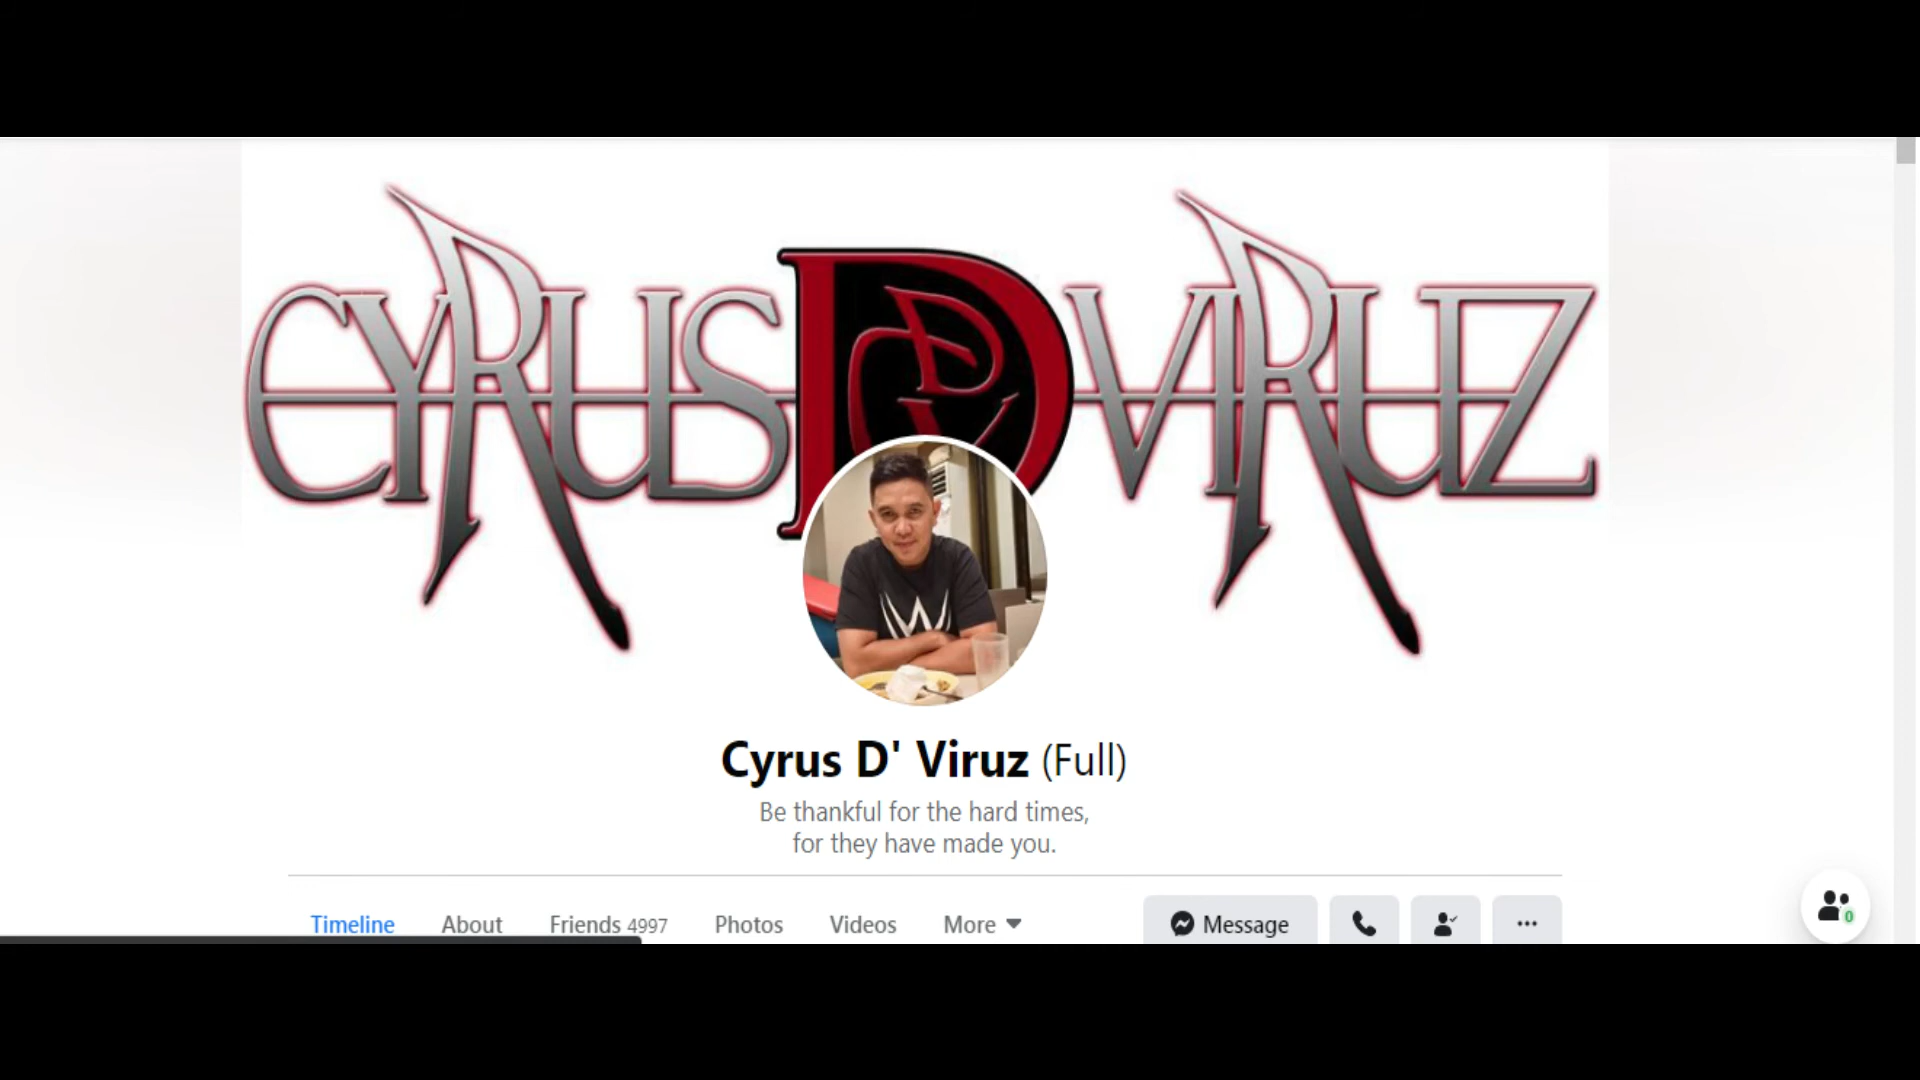 CYRUS D VIRUZ
Cyrus D' Viruz (Full)
Be thankful for the hard times,
for they have made you.
Timeline About Friends 4997 Photos Videos More Message
0